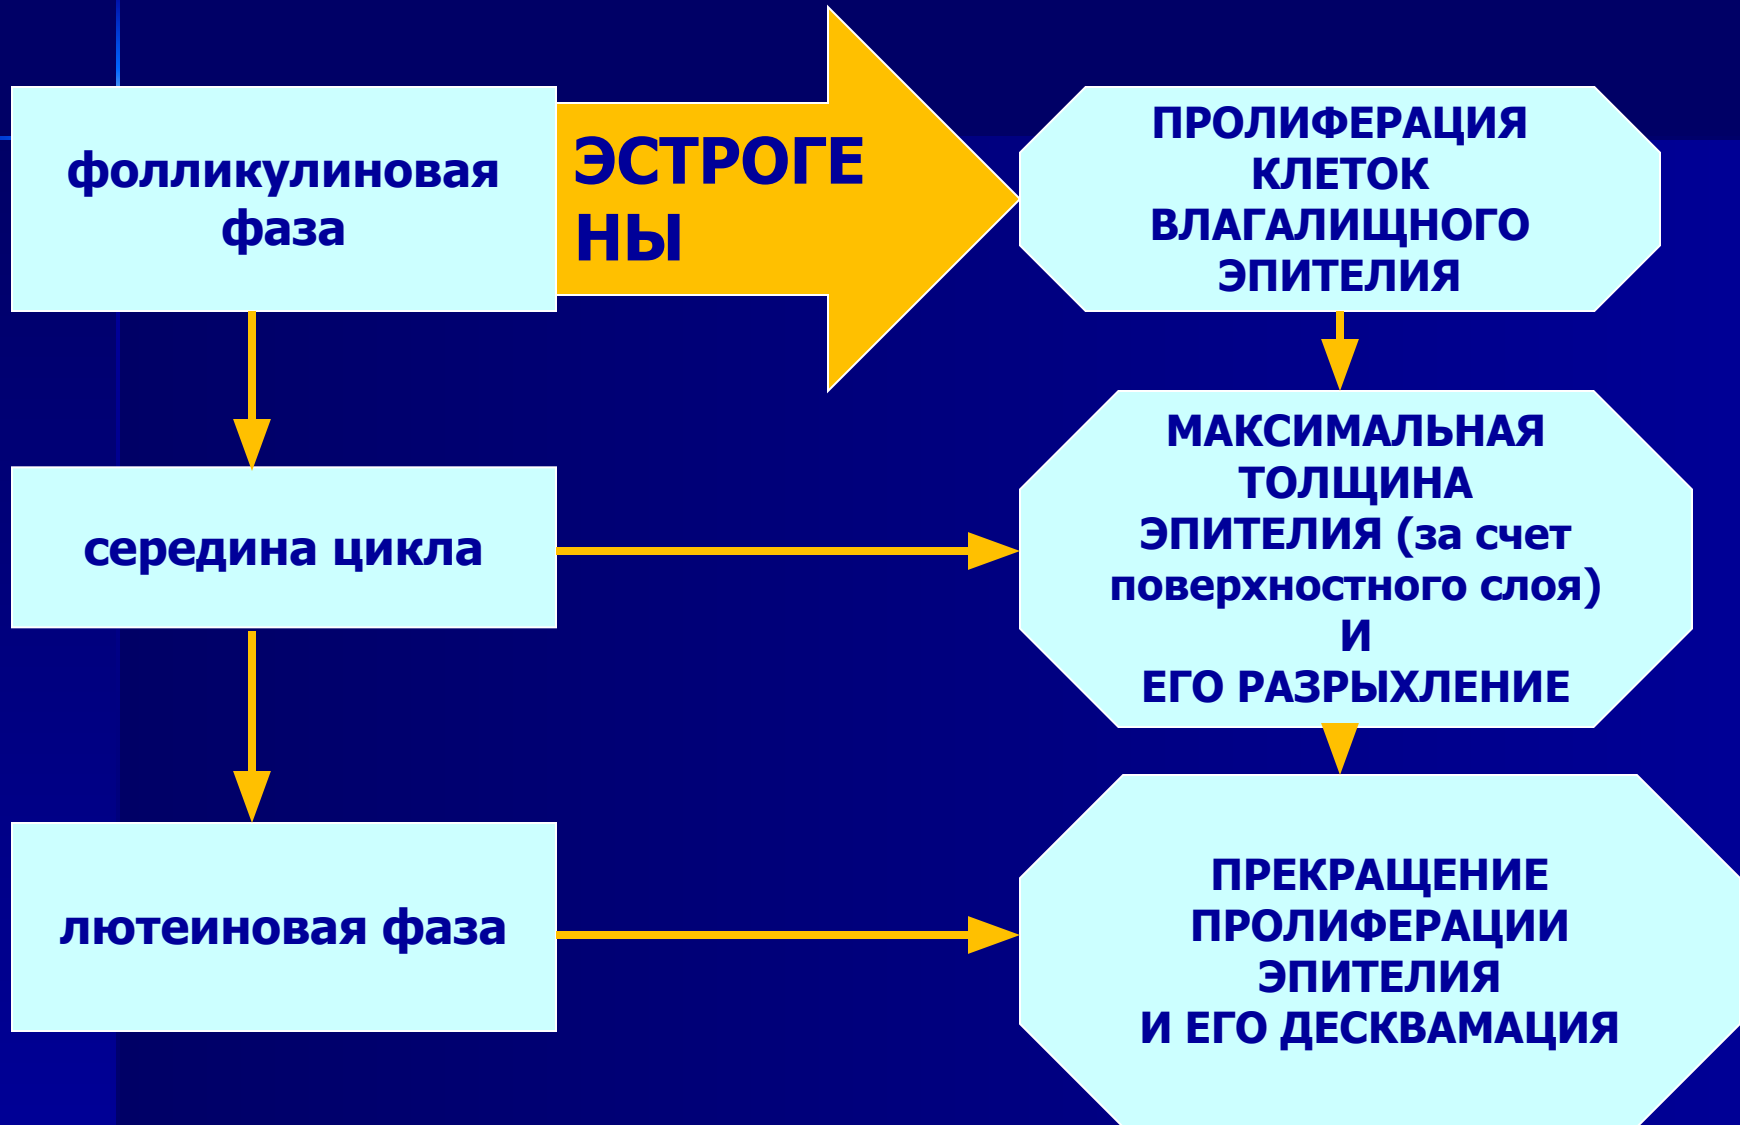 фолликулиновая
фаза
ЭСТРОГЕ
НЫ
ПРОЛИФЕРАЦИЯ
КЛЕТОК
ВЛАГАЛИЩНОГО
ЭПИТЕЛИЯ
середина цикла
МАКСИМАЛЬНАЯ
ТОЛЩИНА
ЭПИТЕЛИЯ (за счет
поверхностного слоя)
И
ЕГО РАЗРЫХЛЕНИЕ
лютеиновая фаза
ПРЕКРАЩЕНИЕ
ПРОЛИФЕРАЦИИ
ЭПИТЕЛИЯ
И ЕГО ДЕСКВАМАЦИЯ